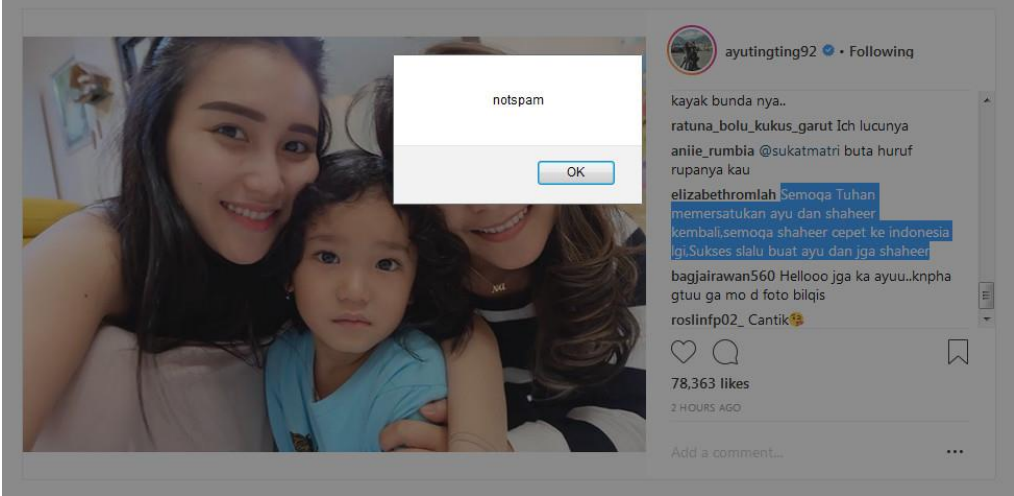 notspam
OK
ayutingting92 • Following
kayak bunda nya..
ratuna_bolu_kukus_garut Ich lucunya
aniie_rumbia @sukatmatri buta huruf
rupanya kau
elizabethromlah Semoga Tuhan
memersatukan ayu dan shaheer
kembali,semoga shaheer cepet ke indonesia
lgi,Sukses slalu buat ayu dan jga shaheer
bagjairawan560 Hellooo jga ka ayuu..knpha
gtuu ga mo d foto bilqis
roslinfp02_ Cantik😘
78,363 likes
2 HOURS AGO
Add a comment...